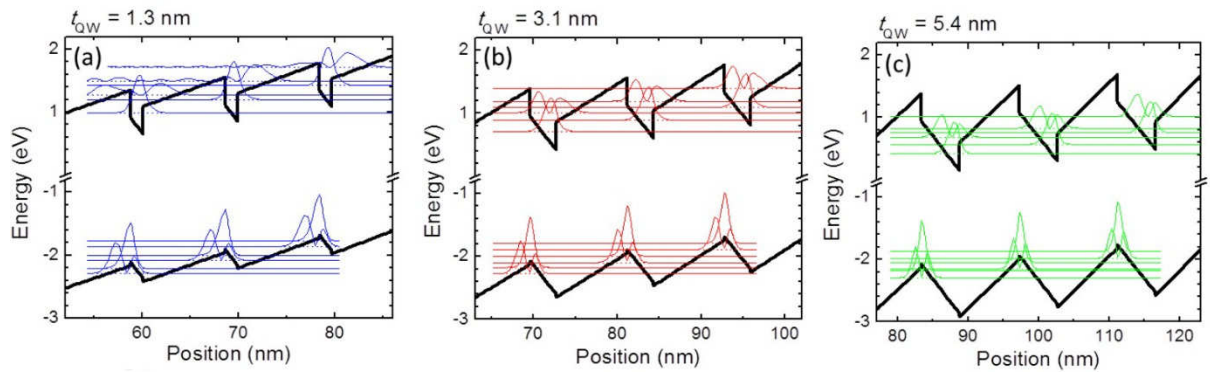 t_QW = 1.3 nm
(a)
2
1
-1
-2
-3
Energy (eV)
60 70 80
Position (nm)
t_QW = 3.1 nm
(b)
2
1
-1
-2
-3
Energy (eV)
70 80 90 100
Position (nm)
t_QW = 5.4 nm
(c)
2
1
-1
-2
-3
Energy (eV)
80 90 100 110 120
Position (nm)